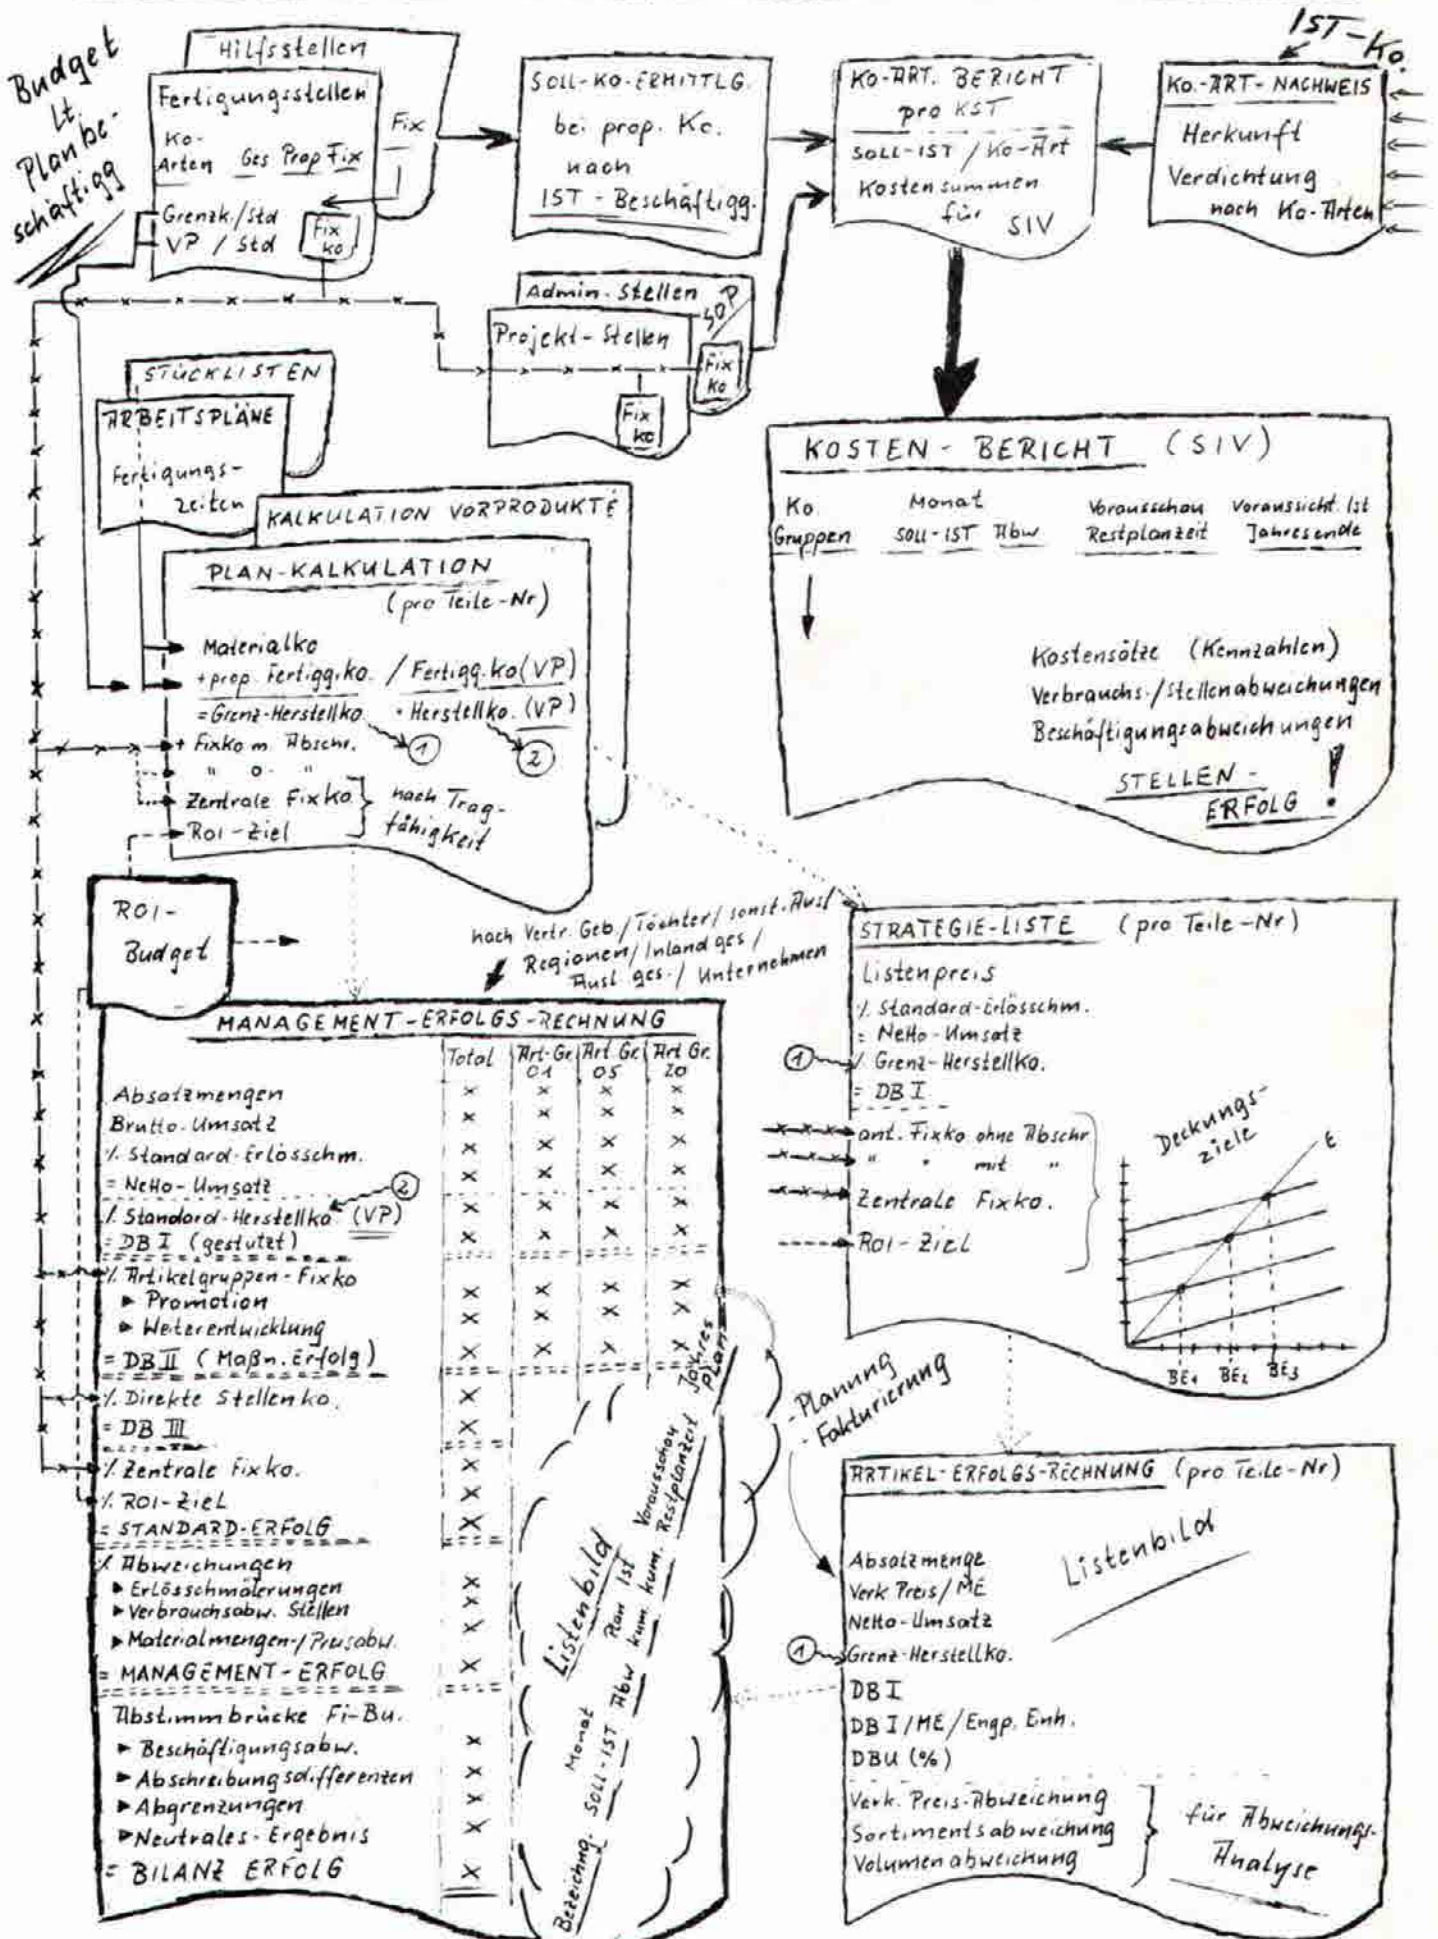 Budget
lt.
Planbe-
schäftigg
Hilfsstellen
Fertigungsstellen
Ko-
Arten Ges Prop Fix
Fix
Grenzk./Std
VP / Std
Fix
ko
SOLL-KO-ERMITTLG.
bei prop. Ko.
nach
IST-Beschäftigg.
KO-ART. BERICHT
pro KST
SOLL-IST / Ko-Art
Kostensummen
für SIV
IST-Ko.
KO.-ART-NACHWEIS
Herkunft
Verdichtung
nach Ko-Arten
Admin-Stellen
SOP
Projekt-Stellen
Fix
ko
Fix
ko
STÜCKLISTEN
ARBEITSPLÄNE
Fertigungs-
zeiten
KALKULATION VORPRODUKTE
PLAN-KALKULATION
(pro Teile-Nr)
Materialko
+ prop. Fertigg.ko. / Fertigg.ko (VP)
= Grenz-Herstellko. • Herstellko. (VP)
+ Fixko m. Abschr. 1 2
" o. "
Zentrale Fixko } nach Trag-
ROI-Ziel fähigkeit
KOSTEN-BERICHT (SIV)
Ko. Monat Vorausschau Voraussicht. Ist
Gruppen SOLL-IST Abw Restplanzeit Jahresende
Kostensätze (Kennzahlen)
Verbrauchs-/Stellenabweichungen
Beschäftigungsabweichungen
STELLEN-
ERFOLG !
ROI-
Budget
nach Vertr. Geb./Töchter/sonst. Ausl
Regionen/Inland ges/
Ausl. ges./Unternehmen
MANAGEMENT-ERFOLGS-RECHNUNG
Total Art-Gr. Art Gr. Art Gr.
01 05 20
Absatzmengen x x x x
Brutto-Umsatz x x x x
./. Standard-Erlösschm. x x x x
= Netto-Umsatz x x x x
2
./. Standard-Herstellko. (VP) x x x x
= DB I (gestutzt) x x x x
./. Artikelgruppen-Fixko x x x x
▸ Promotion x x x x
▸ Weiterentwicklung
= DB II (Maßn. Erfolg) x x x x
./. Direkte Stellenko. x
= DB III x
./. Zentrale Fixko. x
./. ROI-Ziel x
= STANDARD-ERFOLG x
./. Abweichungen
▸ Erlösschmälerungen x
▸ Verbrauchsabw. Stellen x
▸ Materialmengen-/Preisabw. x
= MANAGEMENT-ERFOLG x
Abstimmbrücke Fi-Bu.
▸ Beschäftigungsabw. x
▸ Abschreibungsdifferenzen x
▸ Abgrenzungen x
▸ Neutrales-Ergebnis x
= BILANZ ERFOLG x
Listenbild
Bezeichng. Monat SOLL-IST Abw
Plan kum. Ist kum.
Vorausschau Restplanzeit
Jahres plan
- Planung
- Fakturierung
STRATEGIE-LISTE (pro Teile-Nr)
Listenpreis
./. Standard-Erlösschm.
= Netto-Umsatz
1 ./. Grenz-Herstellko.
= DB I
ant. Fixko ohne Abschr
" " mit "
Zentrale Fixko.
ROI-Ziel
Deckungs-
ziele
E
BE1 BE2 BE3
ARTIKEL-ERFOLGS-RECHNUNG (pro Teile-Nr)
Listenbild
Absatzmenge
Verk Preis/ME
Netto-Umsatz
1 Grenz-Herstellko.
DB I
DB I/ME/Engp. Enh.
DBU (%)
Verk. Preis-Abweichung
Sortimentsabweichung
Volumenabweichung
für Abweichungs-
Analyse